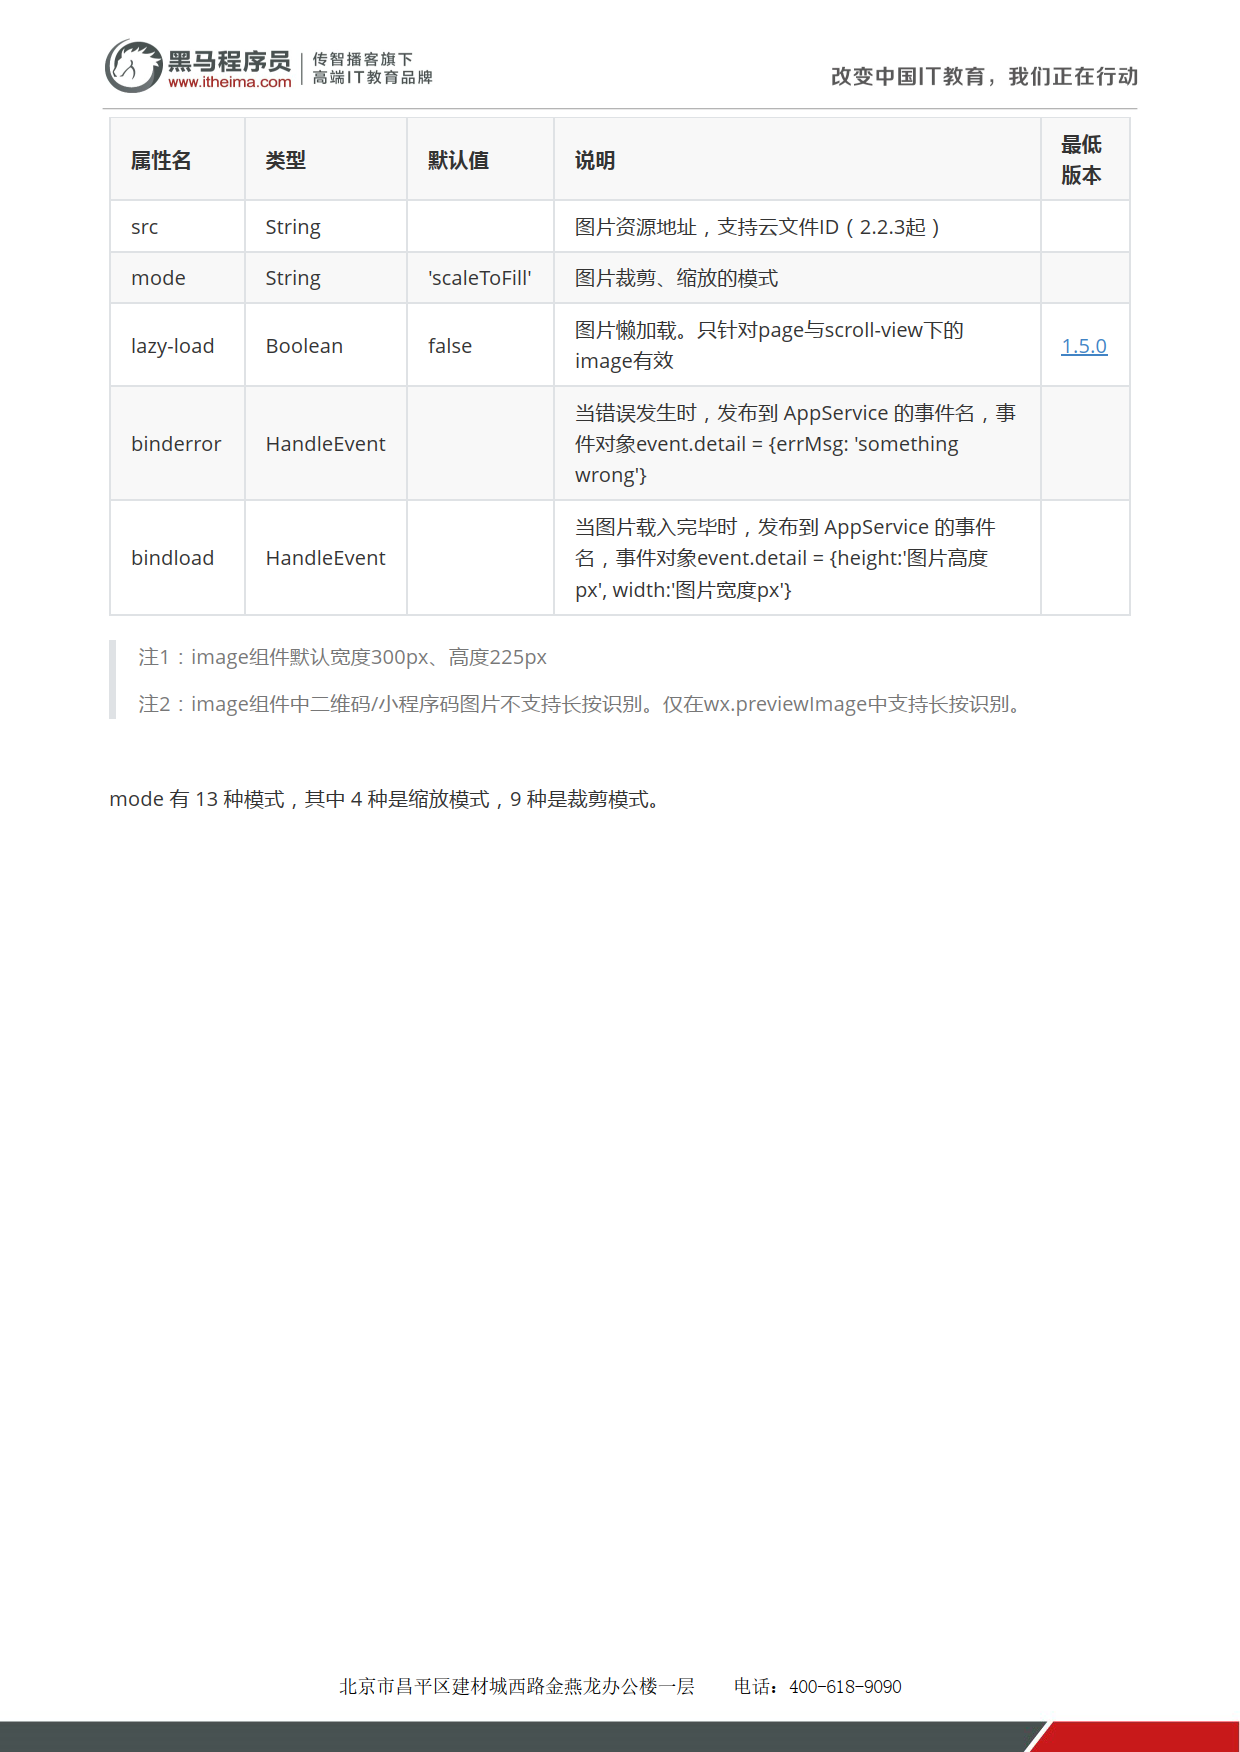 黑马程序员
www.itheima.com
传智播客旗下
高端IT教育品牌
改变中国IT教育，我们正在行动
属性名 类型 默认值 说明 最低
版本
src String 图片资源地址，支持云文件ID（2.2.3起）
mode String 'scaleToFill' 图片裁剪、缩放的模式
lazy-load Boolean false 图片懒加载。只针对page与scroll-view下的
image有效 1.5.0
binderror HandleEvent 当错误发生时，发布到 AppService 的事件名，事
件对象event.detail = {errMsg: 'something
wrong'}
bindload HandleEvent 当图片载入完毕时，发布到 AppService 的事件
名，事件对象event.detail = {height:'图片高度
px', width:'图片宽度px'}
注1：image组件默认宽度300px、高度225px
注2：image组件中二维码/小程序码图片不支持长按识别。仅在wx.previewImage中支持长按识别。
mode 有 13 种模式，其中 4 种是缩放模式，9 种是裁剪模式。
北京市昌平区建材城西路金燕龙办公楼一层 电话：400-618-9090